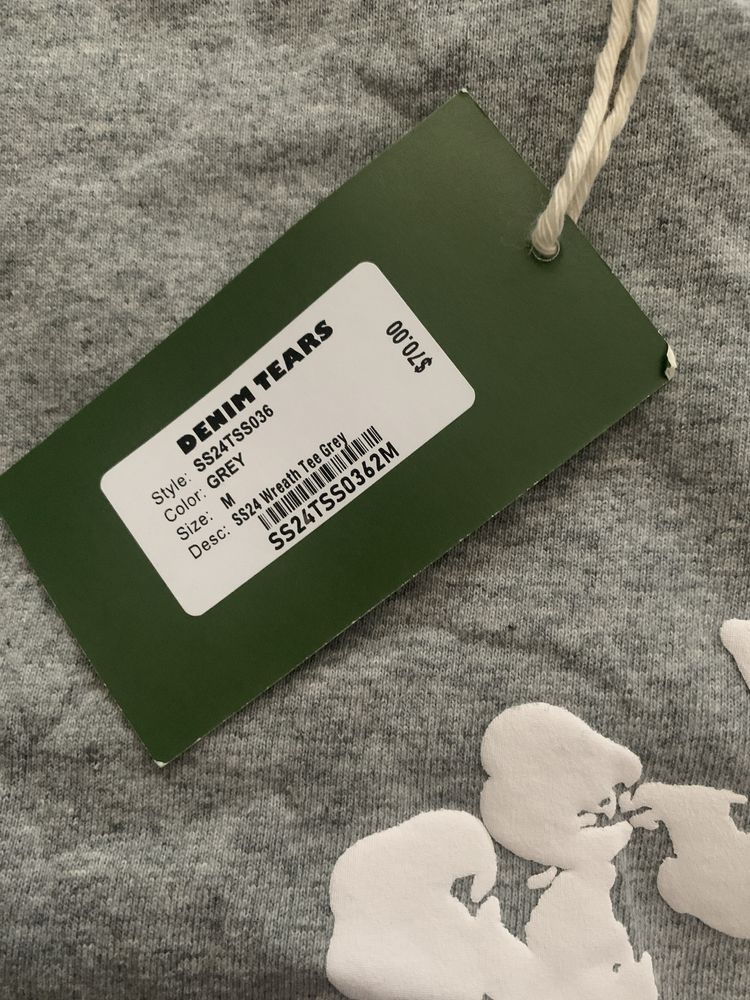 DENIM TEARS
Style: SS24TSS036
Color: GREY
Size: M
Desc: SS24 Wreath Tee Grey
SS24TSS0362M
$70.00